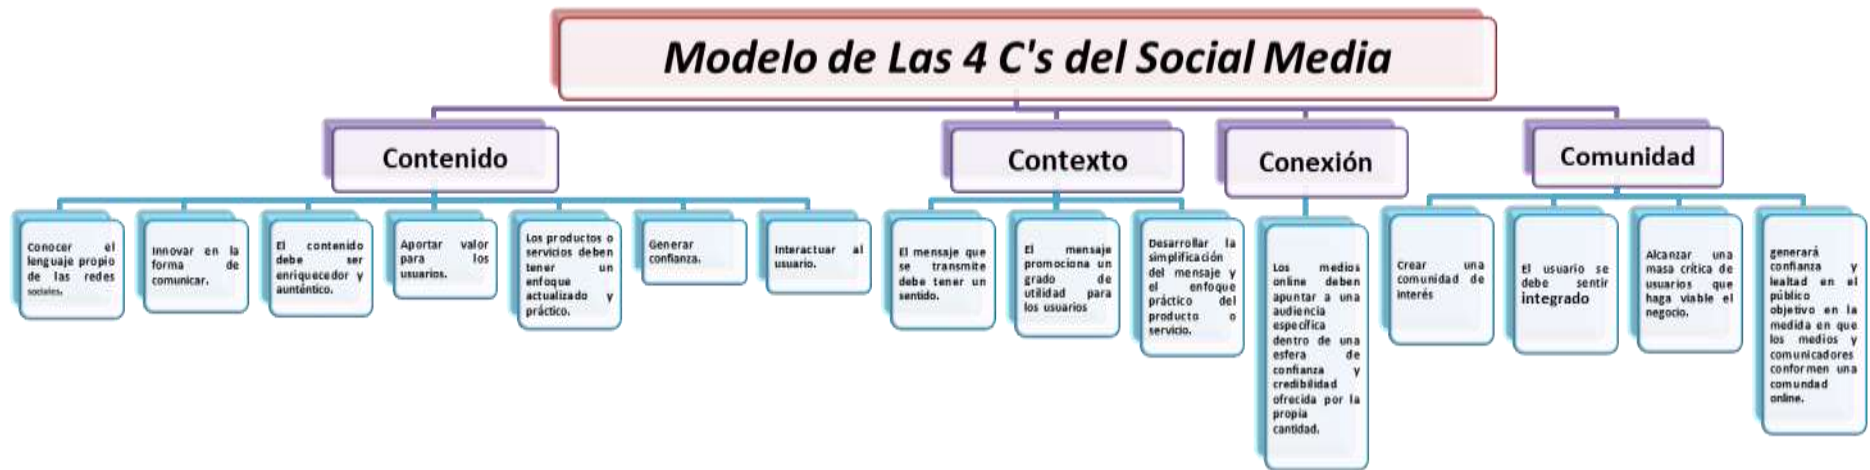 Modelo de Las 4 C's del Social Media
Contenido
Conocer el
lenguaje propio
de las redes
sociales.
Innovar en la
forma de
comunicar.
El contenido
debe ser
enriquecedor y
aunténtico.
Aportar valor
para los
usuarios.
Los productos o
servicios deben
tener un
enfoque
actualizado y
práctico.
Generar
confianza.
Interactuar al
usuario.
Contexto
El mensaje que
se transmite
debe tener un
sentido.
El mensaje
promociona un
grado de
utilidad para
los usuarios
Desarrollar la
simplificación
del mensaje y
el enfoque
práctico del
producto o
servicio.
Conexión
Los medios
online deben
apuntar a una
audiencia
específica
dentro de una
esfera de
confianza y
credibilidad
ofrecida por la
propia
cantidad.
Comunidad
Crear una
comunidad de
interés
El usuario se
debe sentir
integrado
Alcanzar una
masa crítica de
usuarios que
haga viable el
negocio.
generará
confianza y
lealtad en el
público
objetivo en la
medida en que
los medios y
comunicadores
conformen una
comundad
online.